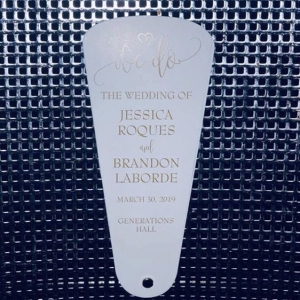 we do
THE WEDDING OF
JESSICA
ROQUES
and
BRANDON
LABORDE
MARCH 30, 2019
GENERATIONS
HALL